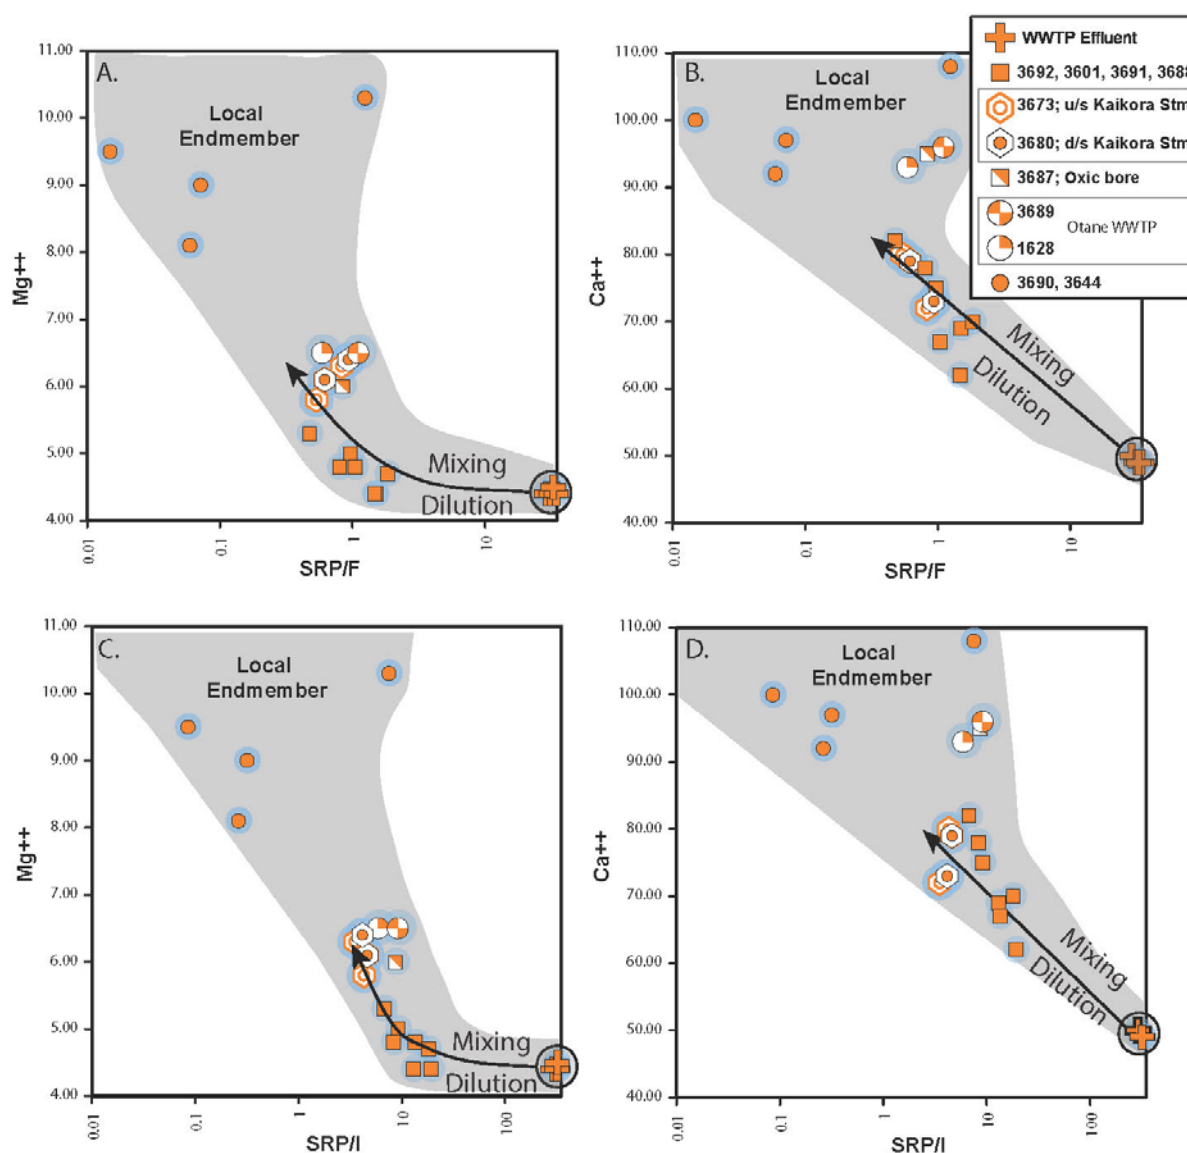 A.
11.00
10.00
9.00
8.00
7.00
6.00
5.00
4.00
Mg++
Local
Endmember
Mixing
Dilution
0.01
0.1
1
10
SRP/F
B.
110.00
100.00
90.00
80.00
70.00
60.00
50.00
40.00
Ca++
Local
Endmember
Mixing
Dilution
0.01
0.1
1
10
SRP/F
WWTP Effluent
3692, 3601, 3691, 3688
3673; u/s Kaikora Stm
3680; d/s Kaikora Stm
3687; Oxic bore
3689
Otane WWTP
1628
3690, 3644
C.
11.00
10.00
9.00
8.00
7.00
6.00
5.00
4.00
Mg++
Local
Endmember
Mixing
Dilution
0.01
0.1
1
10
100
SRP/I
D.
110.00
100.00
90.00
80.00
70.00
60.00
50.00
40.00
Ca++
Local
Endmember
Mixing
Dilution
0.01
0.1
1
10
100
SRP/I